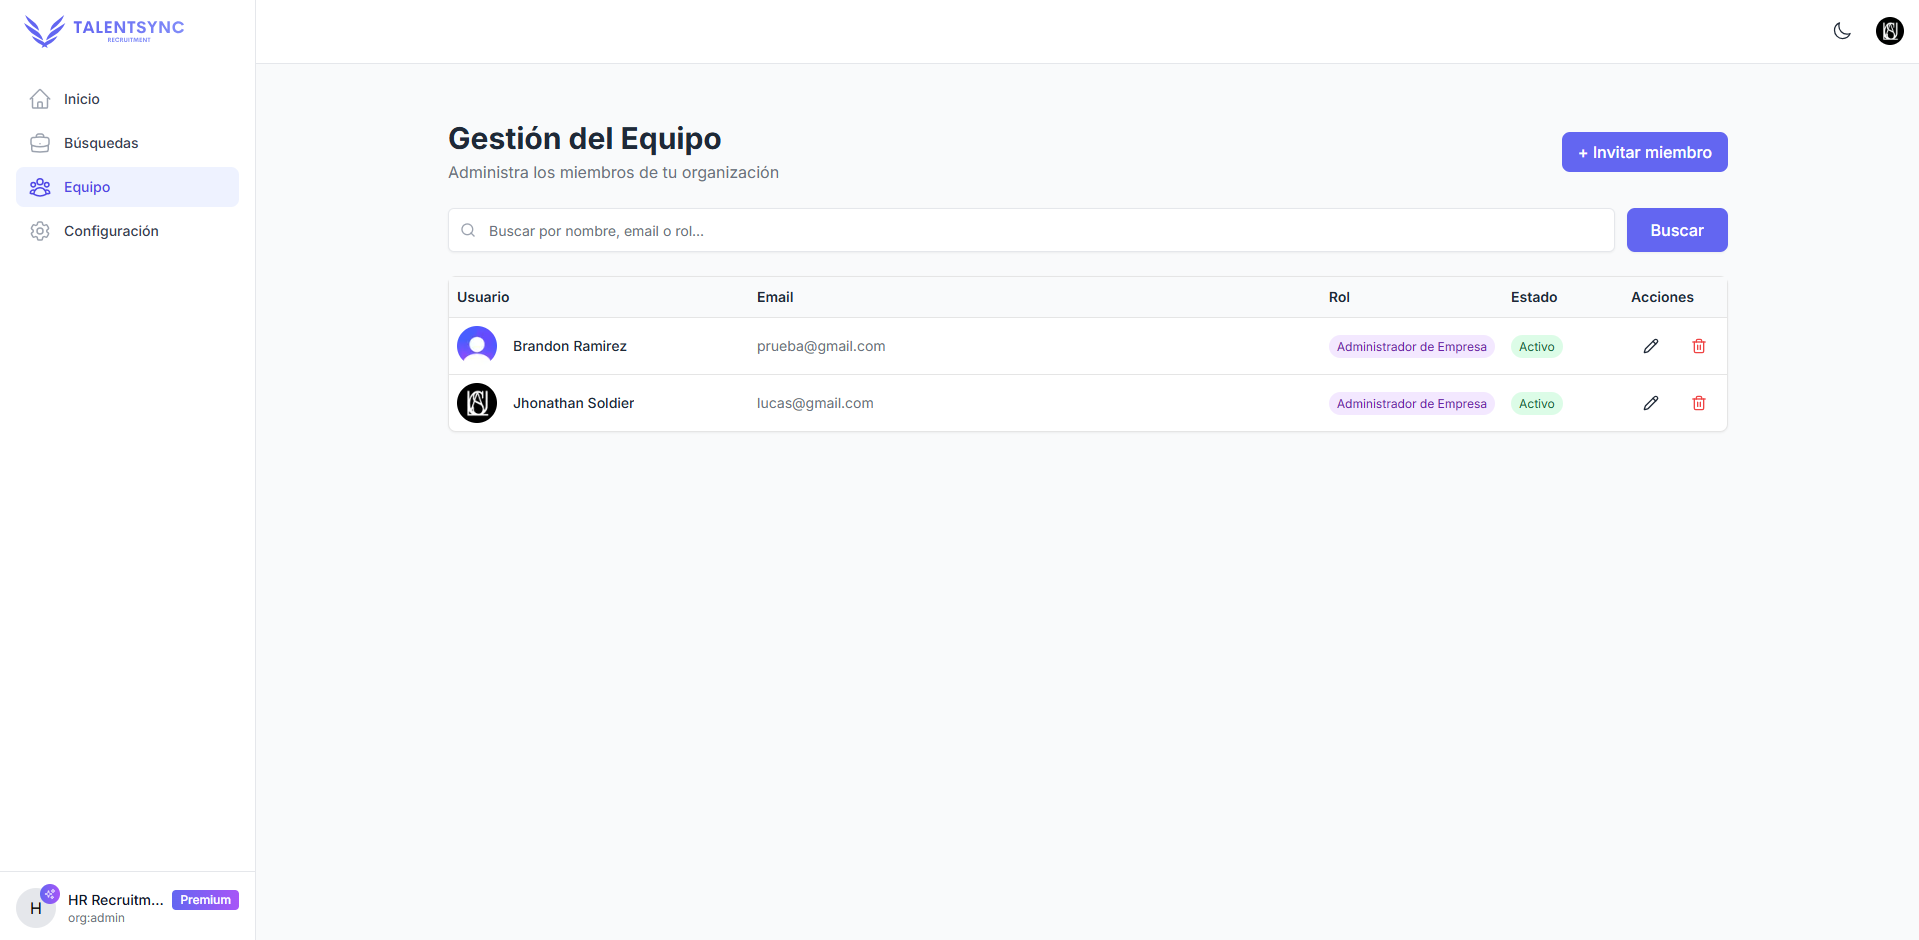 TALENTSYNC
RECRUITMENT
Inicio
Búsquedas
Equipo
Configuración
Gestión del Equipo
Administra los miembros de tu organización
+ Invitar miembro
Buscar por nombre, email o rol...
Buscar
Usuario Email Rol Estado Acciones
Brandon Ramirez prueba@gmail.com Administrador de Empresa Activo
Jhonathan Soldier lucas@gmail.com Administrador de Empresa Activo
H
HR Recruitm... Premium
org:admin